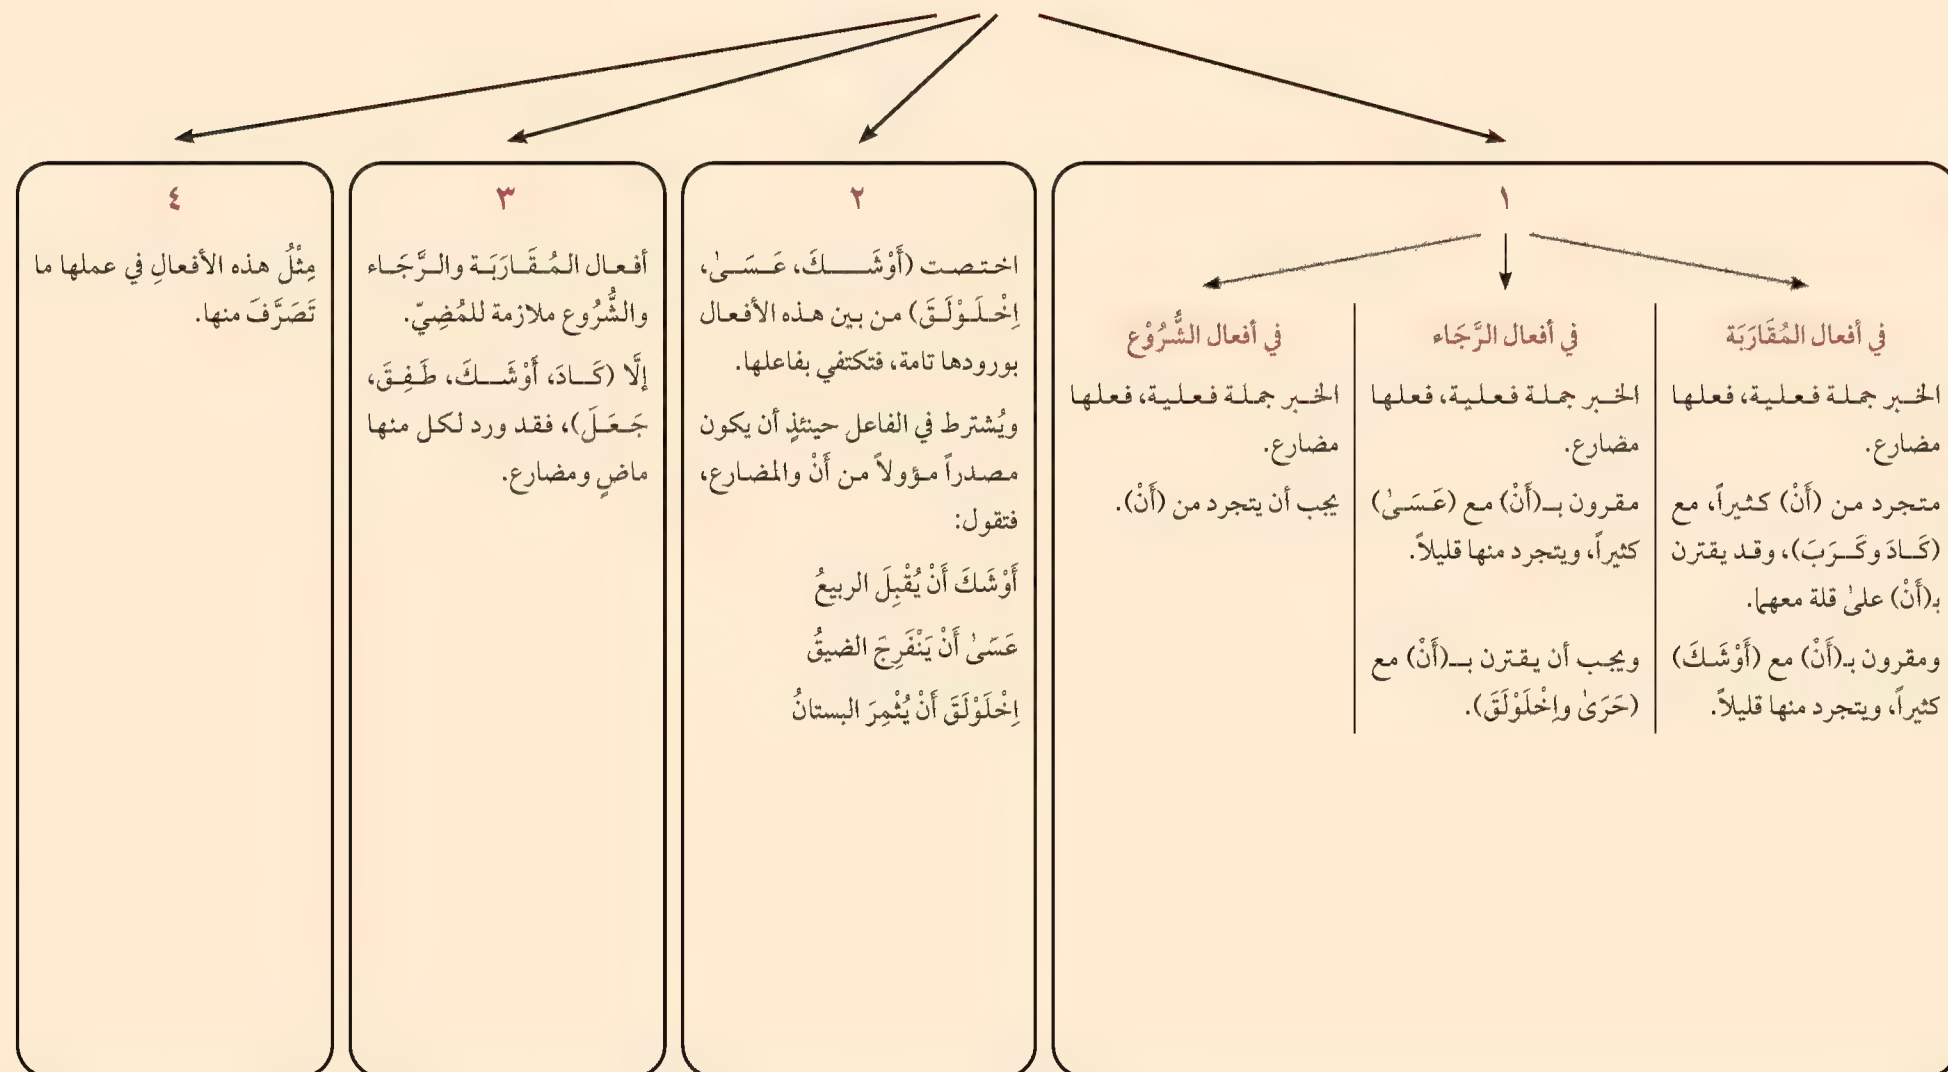 ١
في أفعال المُقَارَبَة
الخبر جملة فعلية، فعلها
مضارع.
متجرد من (أَنْ) كثيراً، مع
(كَادَ وكَرَبَ)، وقد يقترن
بـ(أَنْ) علىٰ قلة معهما.
ومقرون بـ(أَنْ) مع (أَوْشَكَ)
كثيراً، ويتجرد منها قليلاً.
في أفعال الرَّجَاء
الخبر جملة فعلية، فعلها
مضارع.
مقرون بـ(أَنْ) مع (عَسَىٰ)
كثيراً، ويتجرد منها قليلاً.
ويجب أن يقترن بـ(أَنْ) مع
(حَرَىٰ واِخْلَوْلَقَ).
في أفعال الشُّرُوْع
الخبر جملة فعلية، فعلها
مضارع.
يجب أن يتجرد من (أَنْ).
٢
اختصت (أَوْشَكَ، عَسَىٰ،
اِخْلَوْلَقَ) من بين هذه الأفعال
بورودها تامة، فتكتفي بفاعلها.
ويُشترط في الفاعل حينئذٍ أن يكون
مصدراً مؤولاً من أَنْ والمضارع،
فتقول:
أَوْشَكَ أَنْ يُقْبِلَ الربيعُ
عَسَىٰ أَنْ يَنْفَرِجَ الضيقُ
اِخْلَوْلَقَ أَنْ يُثْمِرَ البستانُ
٣
أفعال المُقَارَبَة والرَّجَاء
والشُّرُوع ملازمة للمُضِيّ.
إلَّا (كَادَ، أَوْشَكَ، طَفِقَ،
جَعَلَ)، فقد ورد لكل منها
ماضٍ ومضارع.
٤
مِثْلُ هذه الأفعالِ في عملها ما
تَصَرَّفَ منها.